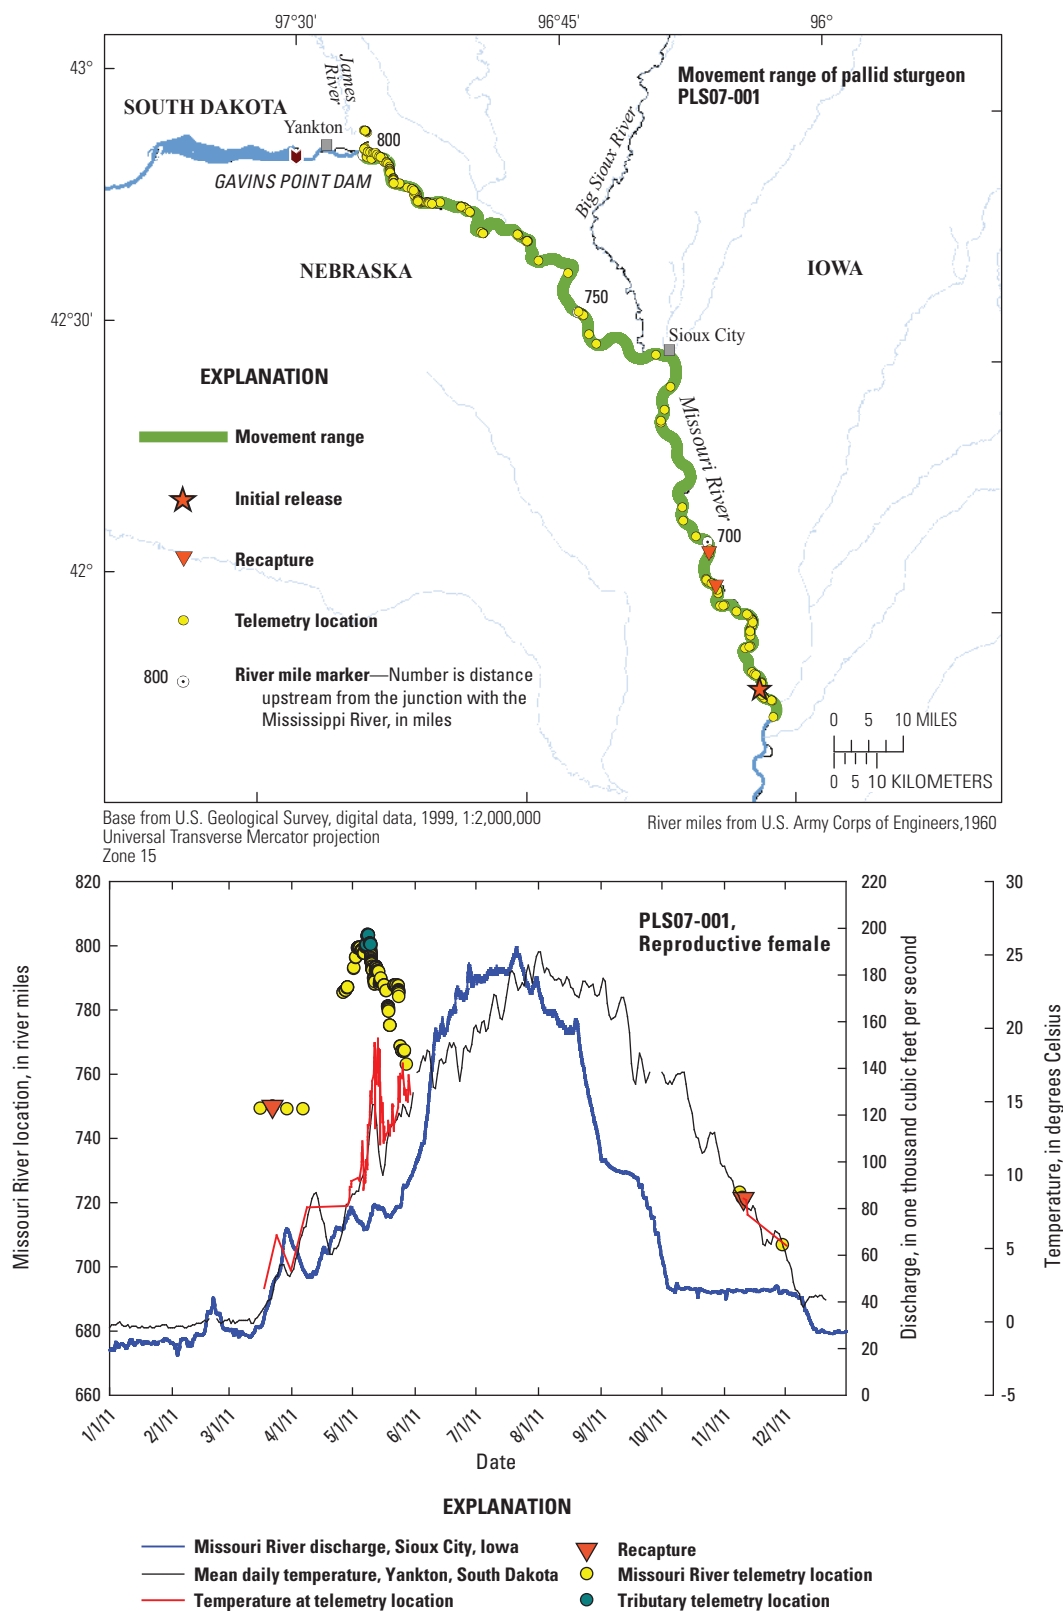 97°30'
96°45'
96°
43°
42°30'
42°
Movement range of pallid sturgeon
PLS07-001
SOUTH DAKOTA
James
River
Yankton
800
GAVINS POINT DAM
Big Sioux River
NEBRASKA
IOWA
750
Sioux City
Missouri River
700
EXPLANATION
Movement range
Initial release
Recapture
Telemetry location
800
River mile marker—Number is distance
upstream from the junction with the
Mississippi River, in miles
0 5 10 MILES
0 5 10 KILOMETERS
Base from U.S. Geological Survey, digital data, 1999, 1:2,000,000
Universal Transverse Mercator projection
Zone 15
River miles from U.S. Army Corps of Engineers,1960
PLS07-001,
Reproductive female
Missouri River location, in river miles
820
800
780
760
740
720
700
680
660
220
200
180
160
140
120
100
80
60
40
20
0
Discharge, in one thousand cubic feet per second
30
25
20
15
10
5
0
-5
Temperature, in degrees Celsius
1/1/11
2/1/11
3/1/11
4/1/11
5/1/11
6/1/11
7/1/11
8/1/11
9/1/11
10/1/11
11/1/11
12/1/11
Date
EXPLANATION
Missouri River discharge, Sioux City, Iowa
Mean daily temperature, Yankton, South Dakota
Temperature at telemetry location
Recapture
Missouri River telemetry location
Tributary telemetry location